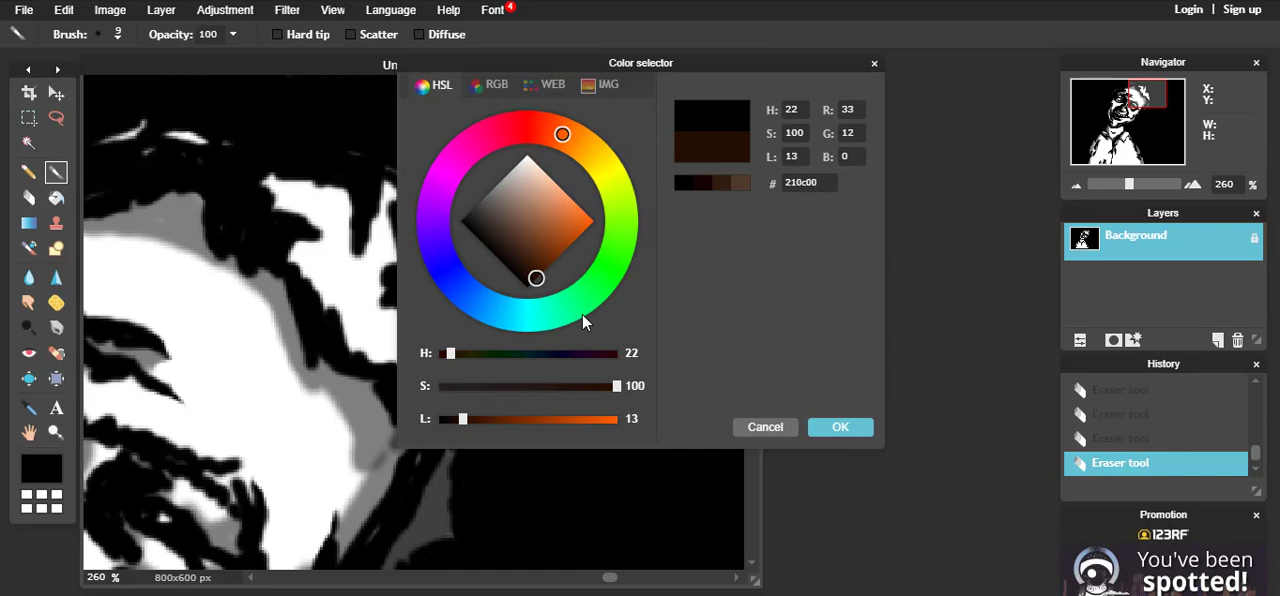 File Edit Image Layer Adjustment Filter View Language Help Font 4 Login | Sign up
Brush: 9 Opacity: 100 Hard tip Scatter Diffuse
Un
Color selector
HSL RGB WEB IMG
H: 22 R: 33
S: 100 G: 12
L: 13 B: 0
# 210c00
H: 22
S: 100
L: 13
Cancel OK
260 % 800x600 px
Navigator
X:
Y:
W:
H:
260 %
Layers
Background
History
Eraser tool
Eraser tool
Eraser tool
Eraser tool
Promotion
123RF
You've been
spotted!
A